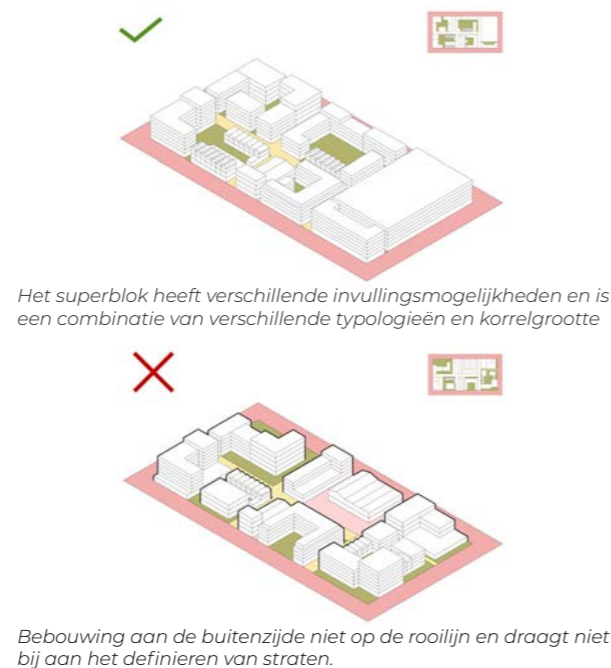 Het superblok heeft verschillende invullingsmogelijkheden en is
een combinatie van verschillende typologieën en korrelgrootte
Bebouwing aan de buitenzijde niet op de rooilijn en draagt niet
bij aan het definieren van straten.